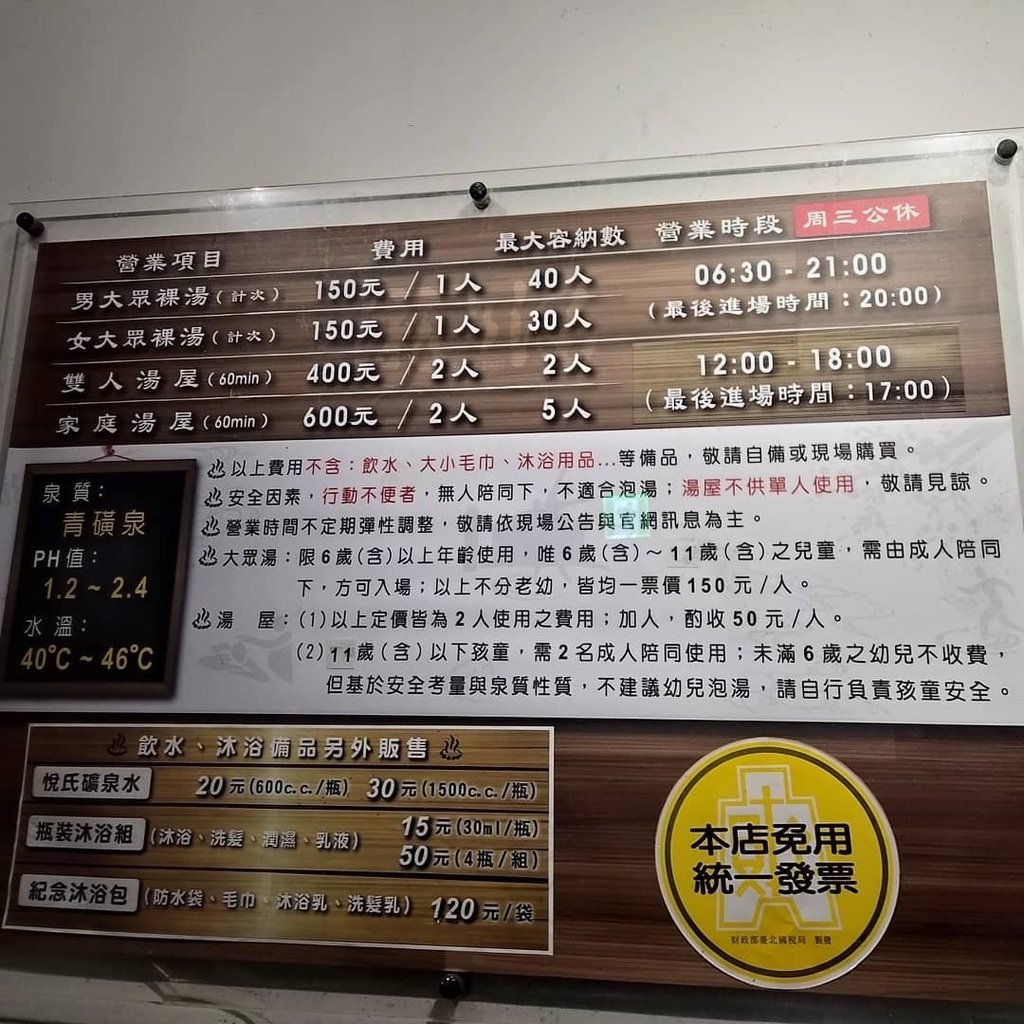 營業項目 費用 最大容納數 營業時段 周三公休
男大眾裸湯(計次) 150元 / 1人 40人 06:30 - 21:00
(最後進場時間：20:00)
女大眾裸湯(計次) 150元 / 1人 30人
雙人湯屋(60min) 400元 / 2人 2人 12:00 - 18:00
(最後進場時間：17:00)
家庭湯屋(60min) 600元 / 2人 5人
泉質：
青磺泉
PH值：
1.2 ~ 2.4
水溫：
40°C ~ 46°C
以上費用不含：飲水、大小毛巾、沐浴用品...等備品，敬請自備或現場購買。
安全因素，行動不便者，無人陪同下，不適合泡湯；湯屋不供單人使用，敬請見諒。
營業時間不定期彈性調整，敬請依現場公告與官網訊息為主。
大眾湯：限6歲(含)以上年齡使用，唯6歲(含)～11歲(含)之兒童，需由成人陪同
下，方可入場；以上不分老幼，皆均一票價150元/人。
湯　屋：(1)以上定價皆為2人使用之費用；加人，酌收50元/人。
(2)11歲(含)以下孩童，需2名成人陪同使用；未滿6歲之幼兒不收費，
但基於安全考量與泉質性質，不建議幼兒泡湯，請自行負責孩童安全。
飲水、沐浴備品另外販售
悅氏礦泉水 20元(600c.c./瓶) 30元(1500c.c./瓶)
瓶裝沐浴組(沐浴、洗髮、潤濕、乳液) 15元(30ml/瓶)
50元(4瓶/組)
紀念沐浴包(防水袋、毛巾、沐浴乳、洗髮乳) 120元/袋
本店免用
統一發票
財政部臺北國稅局 製發